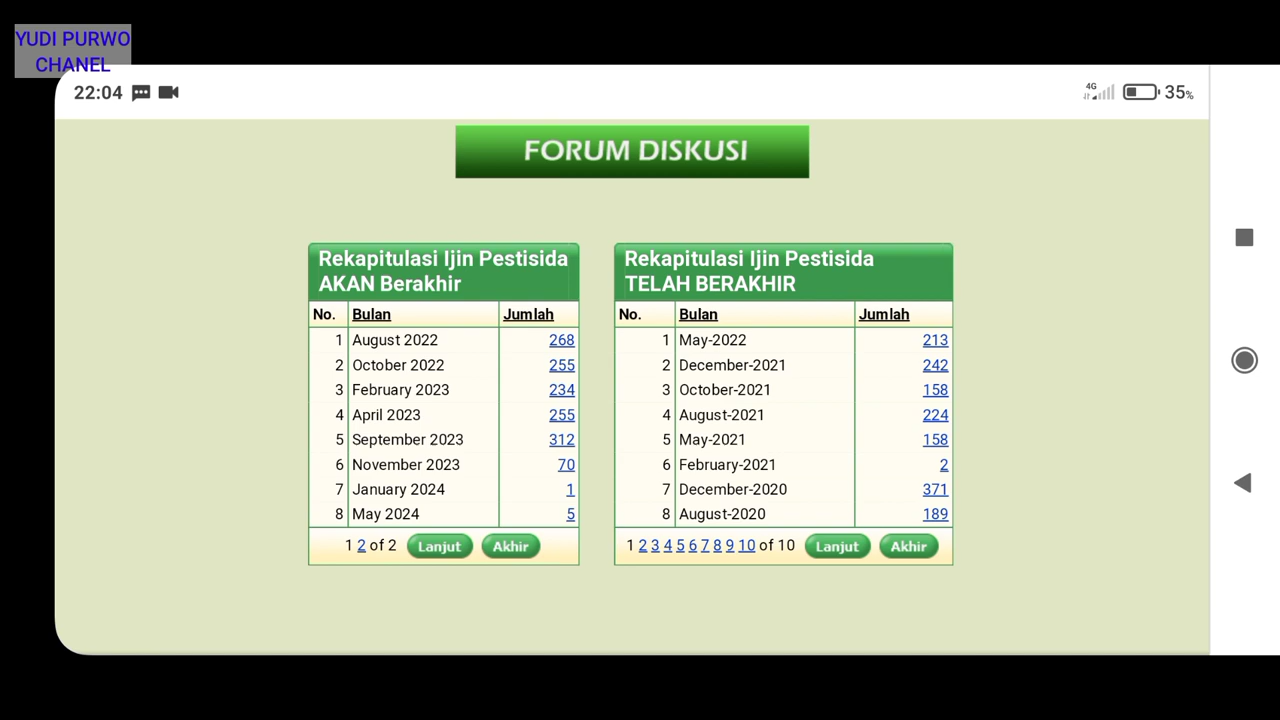 YUDI PURWO
CHANEL
22:04 4G 35%
FORUM DISKUSI
Rekapitulasi Ijin Pestisida
AKAN Berakhir
No. Bulan Jumlah
1 August 2022 268
2 October 2022 255
3 February 2023 234
4 April 2023 255
5 September 2023 312
6 November 2023 70
7 January 2024 1
8 May 2024 5
1 2 of 2 Lanjut Akhir
Rekapitulasi Ijin Pestisida
TELAH BERAKHIR
No. Bulan Jumlah
1 May-2022 213
2 December-2021 242
3 October-2021 158
4 August-2021 224
5 May-2021 158
6 February-2021 2
7 December-2020 371
8 August-2020 189
1 2 3 4 5 6 7 8 9 10 of 10 Lanjut Akhir